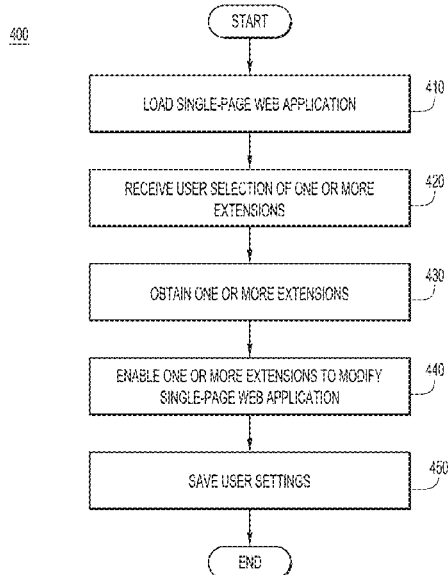 400
START
LOAD SINGLE-PAGE WEB APPLICATION
410
RECEIVE USER SELECTION OF ONE OR MORE
EXTENSIONS
420
OBTAIN ONE OR MORE EXTENSIONS
430
ENABLE ONE OR MORE EXTENSIONS TO MODIFY
SINGLE-PAGE WEB APPLICATION
440
SAVE USER SETTINGS
450
END